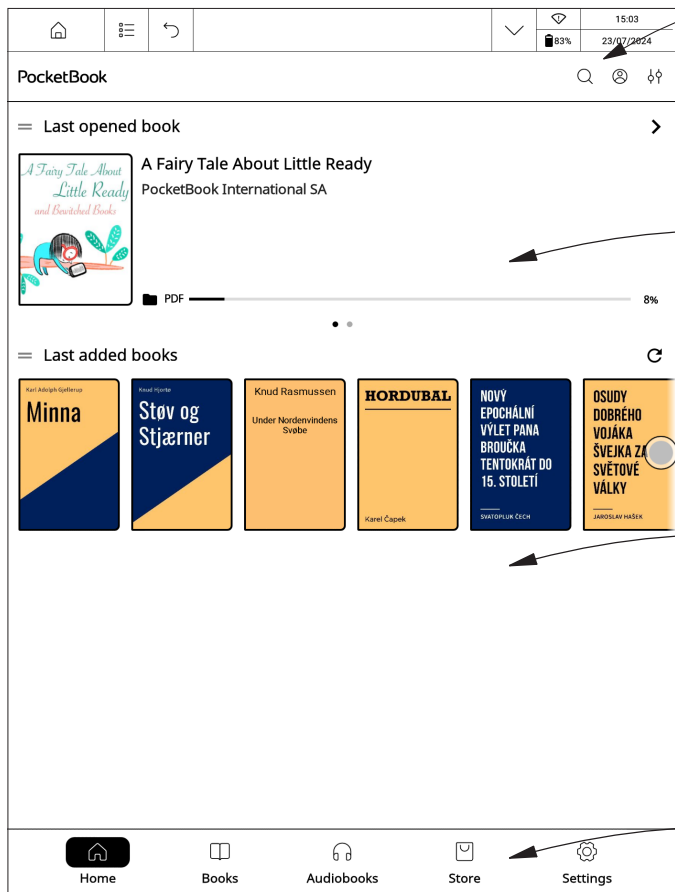 15:03
83%
23/07/2024
PocketBook
Last opened book
A Fairy Tale About
Little Ready
and Bewitched Books
A Fairy Tale About Little Ready
PocketBook International SA
PDF
8%
Last added books
Karl Adolph Gjellerup
Minna
Knud Hjortø
Støv og
Stjærner
Knud Rasmussen
Under Nordenvindens
Svøbe
HORDUBAL
Karel Čapek
NOVÝ
EPOCHÁLNÍ
VÝLET PANA
BROUČKA
TENTOKRÁT DO
15. STOLETÍ
SVATOPLUK ČECH
OSUDY
DOBRÉHO
VOJÁKA
ŠVEJKA ZA
SVĚTOVÉ
VÁLKY
JAROSLAV HAŠEK
Home
Books
Audiobooks
Store
Settings